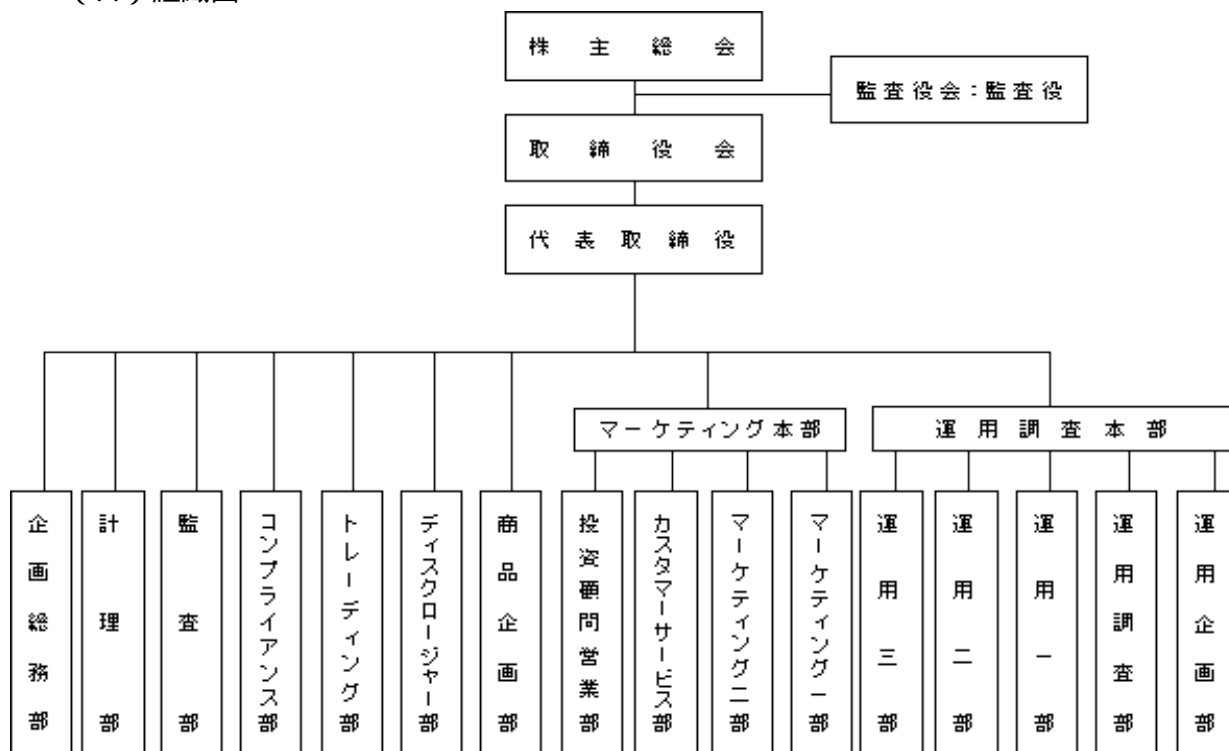 組織図
株主総会
監査役会：監査役
取締役会
代表取締役
マーケティング本部
運用調査本部
企画総務部
計理部
監査部
コンプライアンス部
トレーディング部
ディスクロージャー部
商品企画部
投資顧問営業部
カスタマーサービス部
マーケティング二部
マーケティング一部
運用三部
運用二部
運用一部
運用調査部
運用企画部